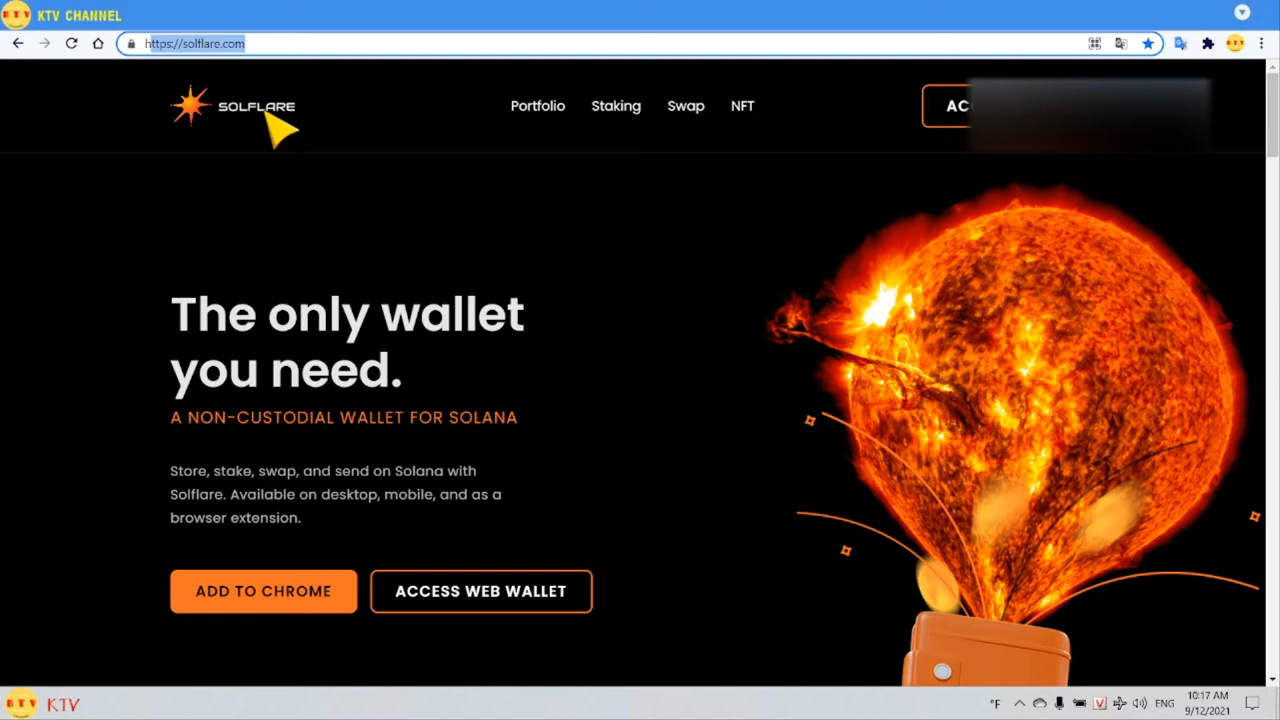 KTV KTV CHANNEL
https://solflare.com
SOLFLARE
Portfolio Staking Swap NFT
The only wallet
you need.
A NON-CUSTODIAL WALLET FOR SOLANA
Store, stake, swap, and send on Solana with
Solflare. Available on desktop, mobile, and as a
browser extension.
ADD TO CHROME ACCESS WEB WALLET
KTV KTV
°F V ENG 10:17 AM
9/12/2021